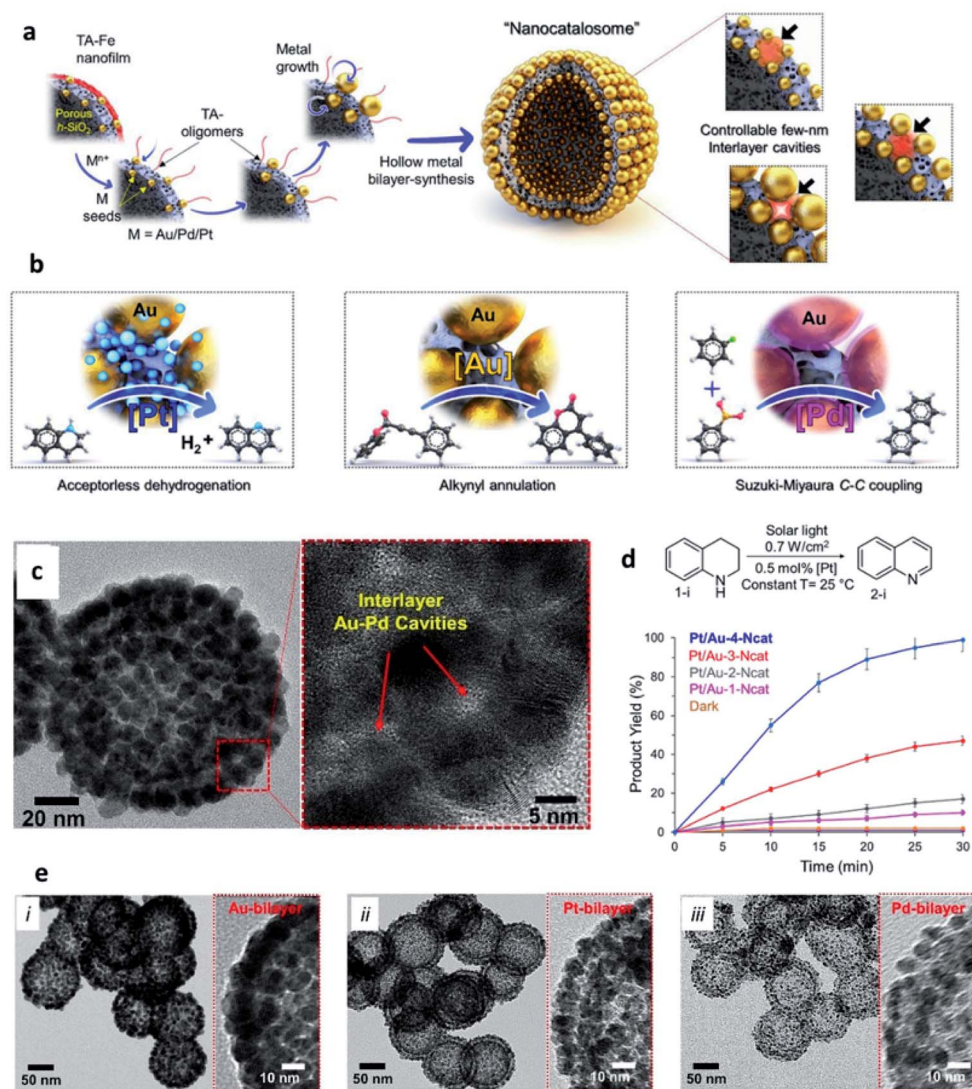 a
TA-Fe
nanofilm
Porous
h-SiO2
Mn+
M
seeds
TA-
oligomers
M = Au/Pd/Pt
Metal
growth
Hollow metal
bilayer-synthesis
"Nanocatalosome"
Controllable few-nm
Interlayer cavities
b
Au
[Pt]
H2+
Acceptorless dehydrogenation
Au
[Au]
Alkynyl annulation
Au
+
[Pd]
Suzuki-Miyaura C-C coupling
c
20 nm
Interlayer
Au-Pd Cavities
5 nm
d
Solar light
0.7 W/cm²
0.5 mol% [Pt]
Constant T= 25 °C
N
H
1-i
N
2-i
Product Yield (%)
100
80
60
40
20
0
Pt/Au-4-Ncat
Pt/Au-3-Ncat
Pt/Au-2-Ncat
Pt/Au-1-Ncat
Dark
0 5 10 15 20 25 30
Time (min)
e
i
50 nm
Au-bilayer
10 nm
ii
50 nm
Pt-bilayer
10 nm
iii
50 nm
Pd-bilayer
10 nm